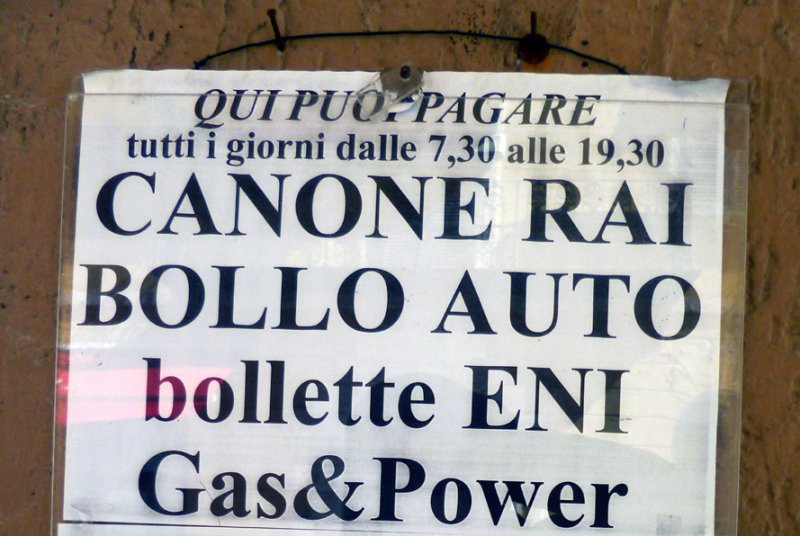 QUI PUOI PAGARE
tutti i giorni dalle 7,30 alle 19,30
CANONE RAI
BOLLO AUTO
bollette ENI
Gas&Power